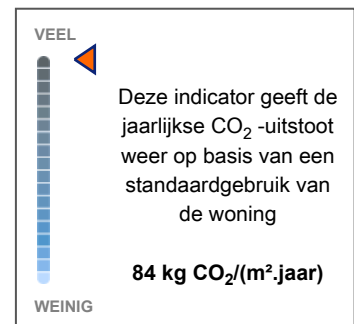 VEEL
Deze indicator geeft de
jaarlijkse CO₂ -uitstoot
weer op basis van een
standaardgebruik van
de woning
84 kg CO₂/(m².jaar)
WEINIG